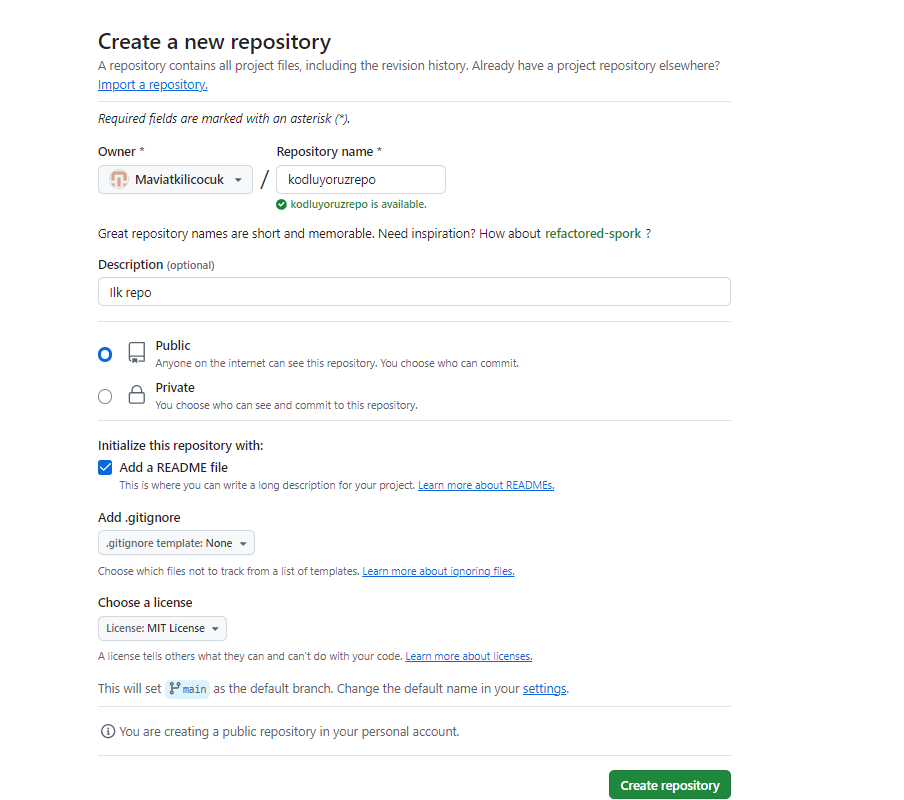 Create a new repository
A repository contains all project files, including the revision history. Already have a project repository elsewhere?
Import a repository.
Required fields are marked with an asterisk (*).
Owner * Repository name *
Maviatkilicocuk / kodluyoruzrepo
kodluyoruzrepo is available.
Great repository names are short and memorable. Need inspiration? How about refactored-spork ?
Description (optional)
Ilk repo
Public
Anyone on the internet can see this repository. You choose who can commit.
Private
You choose who can see and commit to this repository.
Initialize this repository with:
Add a README file
This is where you can write a long description for your project. Learn more about READMEs.
Add .gitignore
.gitignore template: None
Choose which files not to track from a list of templates. Learn more about ignoring files.
Choose a license
License: MIT License
A license tells others what they can and can't do with your code. Learn more about licenses.
This will set main as the default branch. Change the default name in your settings.
You are creating a public repository in your personal account.
Create repository